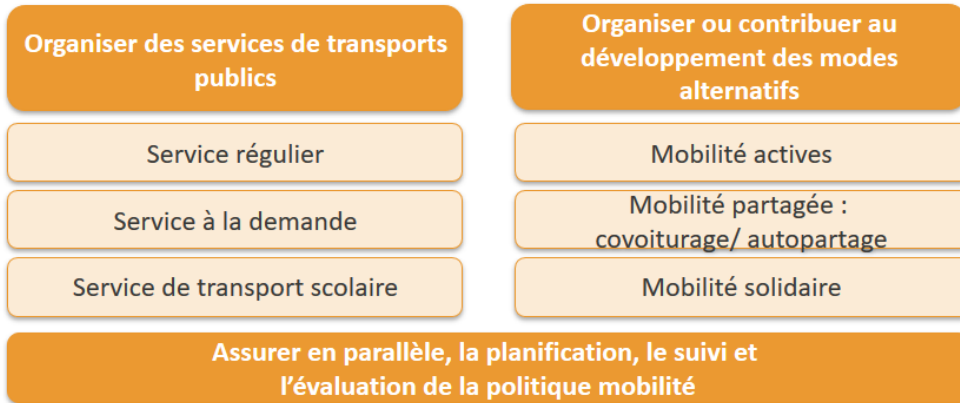 Organiser des services de transports
publics
Service régulier
Service à la demande
Service de transport scolaire
Organiser ou contribuer au
développement des modes
alternatifs
Mobilité actives
Mobilité partagée :
covoiturage/ autopartage
Mobilité solidaire
Assurer en parallèle, la planification, le suivi et
l’évaluation de la politique mobilité